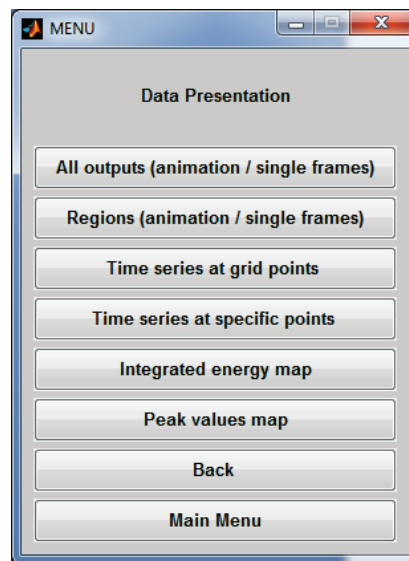 MENU
Data Presentation
All outputs (animation / single frames)
Regions (animation / single frames)
Time series at grid points
Time series at specific points
Integrated energy map
Peak values map
Back
Main Menu